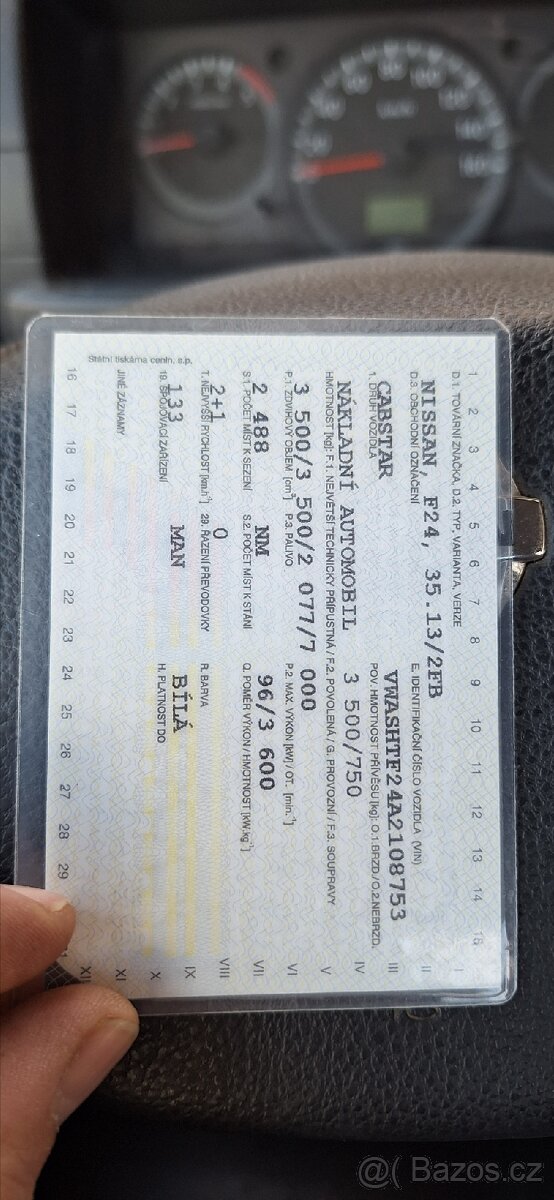 Státní tiskárna cenin, s.p.
1 2 3 4 5 6 7 8 9 10 11 12 13 14 15
D.1. TOVÁRNÍ ZNAČKA, D.2. TYP, VARIANTA, VERZE
NISSAN, F24, 35.13/2FB
D.3. OBCHODNÍ OZNAČENÍ E. IDENTIFIKAČNÍ ČÍSLO VOZIDLA (VIN)
CABSTAR VWASHTF24A2108753
1. DRUH VOZIDLA POV. HMOTNOST PŘÍVĚSU [kg]: O.1.BRZD./O.2.NEBRZD.
NÁKLADNÍ AUTOMOBIL 3 500/750
HMOTNOST [kg]: F.1. NEJVĚTŠÍ TECHNICKY PŘÍPUSTNÁ / F.2. POVOLENÁ / G. PROVOZNÍ / F.3. SOUPRAVY
3 500/3 500/2 077/7 000
P.1. ZDVIHOVÝ OBJEM [cm³] P.3. PALIVO P.2. MAX. VÝKON [kW] / OT. [min.⁻¹]
2 488 NM 96/3 600
S.1. POČET MÍST K SEZENÍ S.2. POČET MÍST K STÁNÍ Q. POMĚR VÝKON / HMOTNOST [kW.kg⁻¹]
2+1 0
T. NEJVYŠŠÍ RYCHLOST [km.h⁻¹] 29. ŘAZENÍ PŘEVODOVKY R. BARVA
133 MAN BÍLÁ
19. SPOJOVACÍ ZAŘÍZENÍ H. PLATNOST DO
JINÉ ZÁZNAMY
16 17 18 19 20 21 22 23 24 25 26 27 28 29
I II III IV V VI VII VIII IX X XI XII
@( Bazos.cz